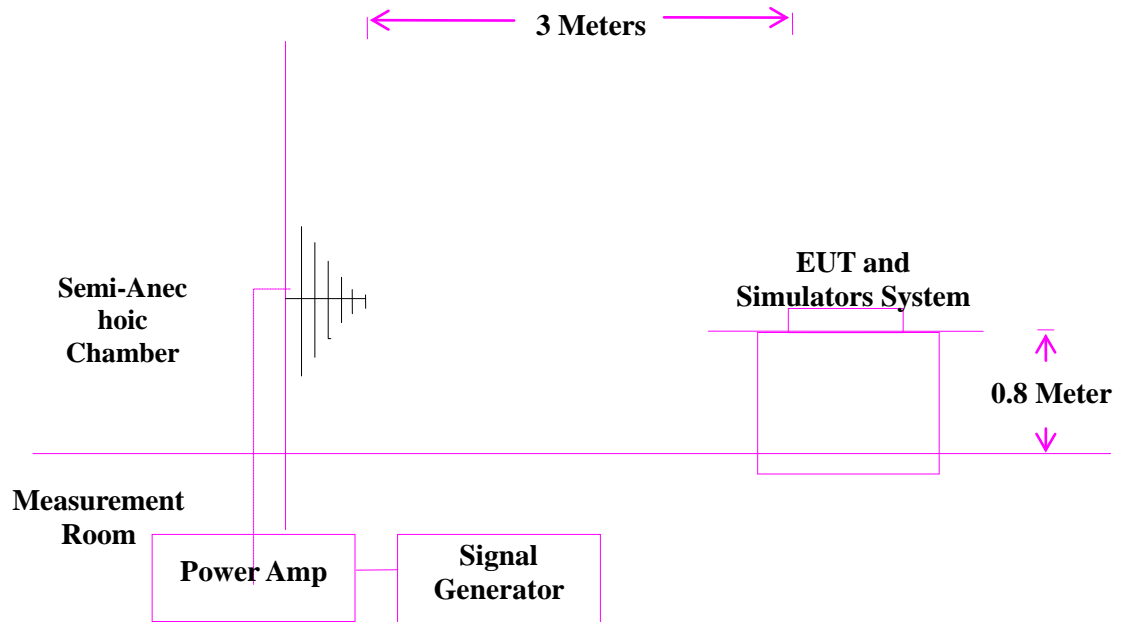 3 Meters
EUT and
Simulators System
Semi-Anec
hoic
Chamber
0.8 Meter
Measurement
Room
Power Amp
Signal
Generator